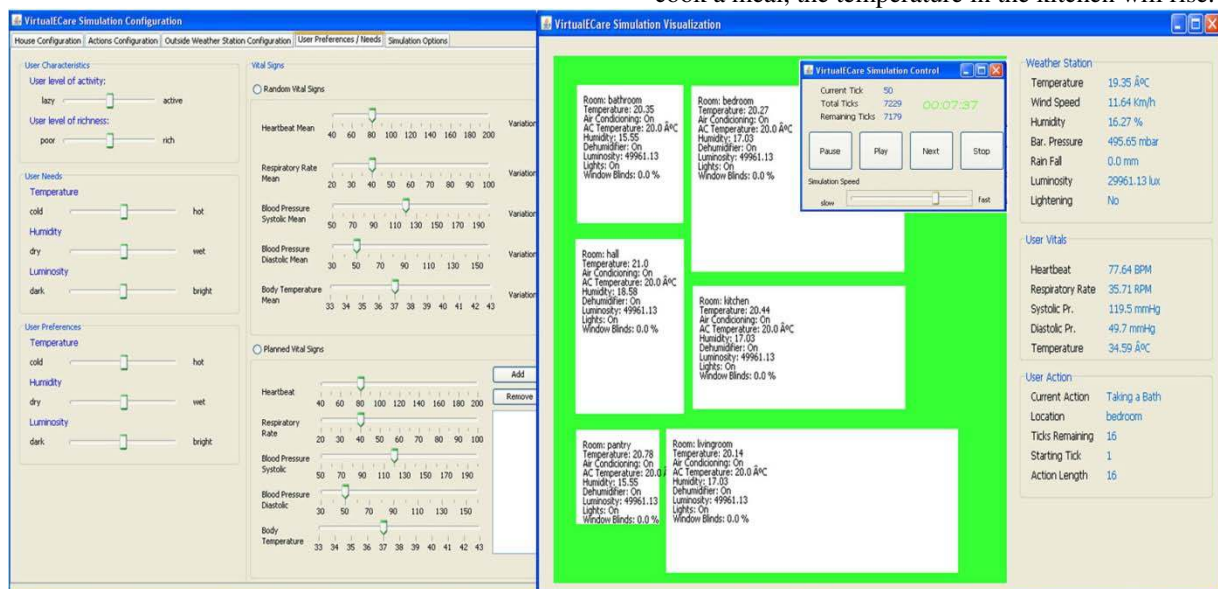 cook a meal, the temperature in the kitchen will rise.
VirtualECare Simulation Configuration
House Configuration Actions Configuration Outside Weather Station Configuration User Preferences / Needs Simulation Options
User Characteristics
User level of activity:
lazy active
User level of richness:
poor rich
User Needs
Temperature
cold hot
Humidity
dry wet
Luminosity
dark bright
User Preferences
Temperature
cold hot
Humidity
dry wet
Luminosity
dark bright
Vital Signs
Random Vital Signs
Heartbeat Mean Variation
40 60 80 100 120 140 160 180 200
Respiratory Rate
Mean Variation
20 30 40 50 60 70 80 90 100
Blood Pressure
Systolic Mean Variation
50 70 90 110 130 150 170 190
Blood Pressure
Diastolic Mean Variation
30 50 70 90 110 130 150
Body Temperature
Mean Variation
33 34 35 36 37 38 39 40 41 42 43
Planned Vital Signs
Add
Remove
Heartbeat
40 60 80 100 120 140 160 180 200
Respiratory
Rate
20 30 40 50 60 70 80 90 100
Blood Pressure
Systolic
50 70 90 110 130 150 170 190
Blood Pressure
Diastolic
30 50 70 90 110 130 150
Body
Temperature
33 34 35 36 37 38 39 40 41 42 43
VirtualECare Simulation Visualization
Room: bathroom
Temperature: 20.35
Air Condicioning: On
AC Temperature: 20.0 ÂºC
Humidity: 15.55
Dehumidifier: On
Luminosity: 49961.13
Lights: On
Window Blinds: 0.0 %
Room: bedroom
Temperature: 20.27
Air Condicioning: On
AC Temperature: 20.0 ÂºC
Humidity: 17.03
Dehumidifier: On
Luminosity: 49961.13
Lights: On
Window Blinds: 0.0 %
VirtualECare Simulation Control
Current Tick 50
Total Ticks 7229
Remaining Ticks 7179
00:07:37
Pause Play Next Stop
Simulation Speed
slow fast
Room: hall
Temperature: 21.0
Air Condicioning: On
AC Temperature: 20.0 ÂºC
Humidity: 18.58
Dehumidifier: On
Luminosity: 49961.13
Lights: On
Window Blinds: 0.0 %
Room: kitchen
Temperature: 20.44
Air Condicioning: On
AC Temperature: 20.0 ÂºC
Humidity: 17.03
Dehumidifier: On
Luminosity: 49961.13
Lights: On
Window Blinds: 0.0 %
Room: pantry
Temperature: 20.78
Air Condicioning: On
AC Temperature: 20.0
Humidity: 15.55
Dehumidifier: On
Luminosity: 49961.13
Lights: On
Window Blinds: 0.0 %
Room: livingroom
Temperature: 20.14
Air Condicioning: On
AC Temperature: 20.0 ÂºC
Humidity: 17.03
Dehumidifier: On
Luminosity: 49961.13
Lights: On
Window Blinds: 0.0 %
Weather Station
Temperature 19.35 ÂºC
Wind Speed 11.64 Km/h
Humidity 16.27 %
Bar. Pressure 495.65 mbar
Rain Fall 0.0 mm
Luminosity 29961.13 lux
Lightening No
User Vitals
Heartbeat 77.64 BPM
Respiratory Rate 35.71 RPM
Systolic Pr. 119.5 mmHg
Diastolic Pr. 49.7 mmHg
Temperature 34.59 ÂºC
User Action
Current Action Taking a Bath
Location bedroom
Ticks Remaining 16
Starting Tick 1
Action Length 16